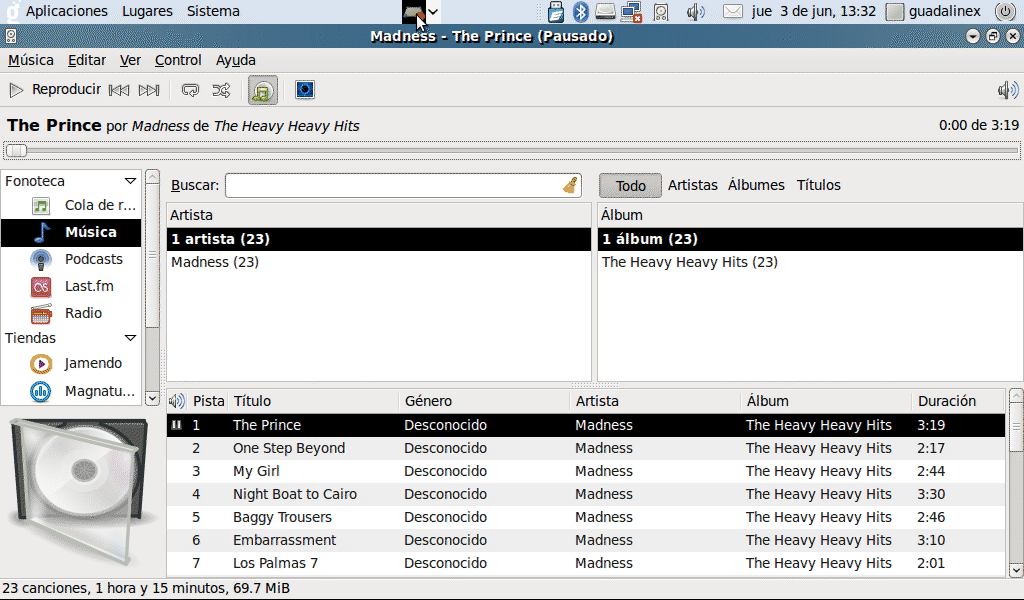 Aplicaciones Lugares Sistema jue 3 de jun, 13:32 guadalinex
Madness - The Prince (Pausado)
Música Editar Ver Control Ayuda
Reproducir
The Prince por Madness de The Heavy Heavy Hits 0:00 de 3:19
Fonoteca
Cola de r...
Música
Podcasts
Last.fm
Radio
Tiendas
Jamendo
Magnatu...
Buscar: Todo Artistas Álbumes Títulos
Artista Álbum
1 artista (23) 1 álbum (23)
Madness (23) The Heavy Heavy Hits (23)
Pista Título Género Artista Álbum Duración
1 The Prince Desconocido Madness The Heavy Heavy Hits 3:19
2 One Step Beyond Desconocido Madness The Heavy Heavy Hits 2:17
3 My Girl Desconocido Madness The Heavy Heavy Hits 2:44
4 Night Boat to Cairo Desconocido Madness The Heavy Heavy Hits 3:30
5 Baggy Trousers Desconocido Madness The Heavy Heavy Hits 2:46
6 Embarrassment Desconocido Madness The Heavy Heavy Hits 3:10
7 Los Palmas 7 Desconocido Madness The Heavy Heavy Hits 2:01
23 canciones, 1 hora y 15 minutos, 69.7 MiB